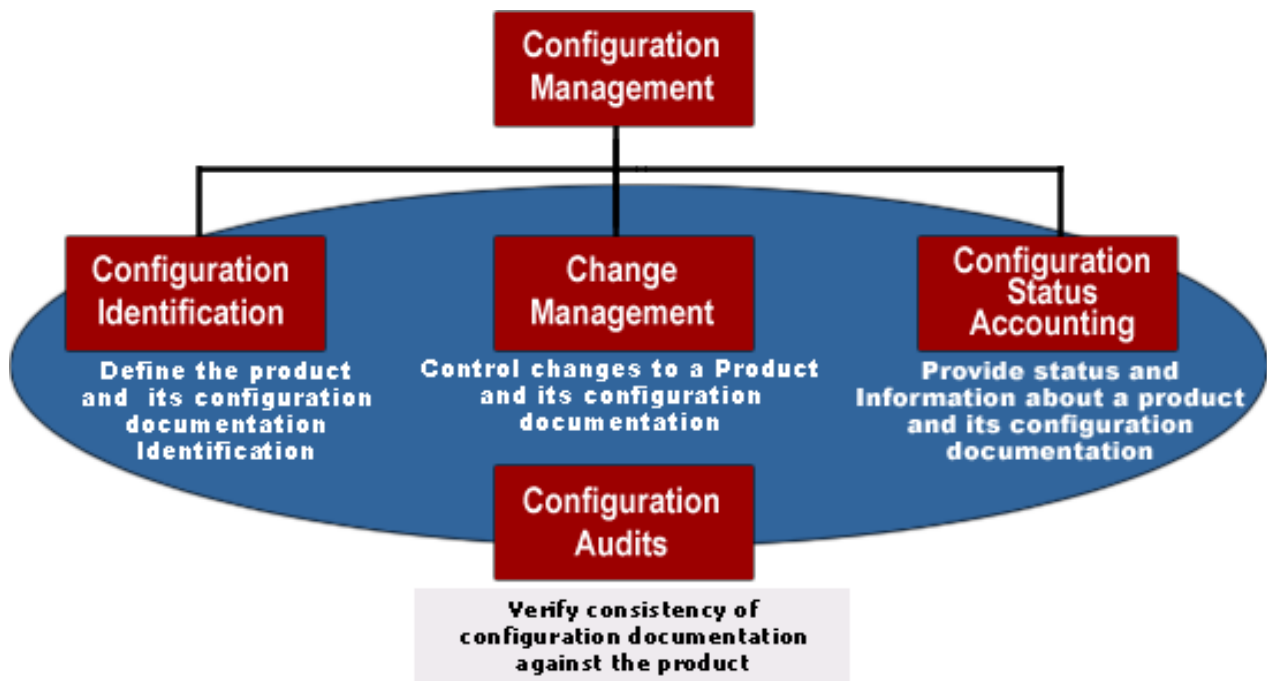 Configuration
Management
Configuration
Identification
Define the product
and its configuration
documentation
Identification
Change
Management
Control changes to a Product
and its configuration
documentation
Configuration
Status
Accounting
Provide status and
Information about a product
and its configuration
documentation
Configuration
Audits
Verify consistency of
configuration documentation
against the product